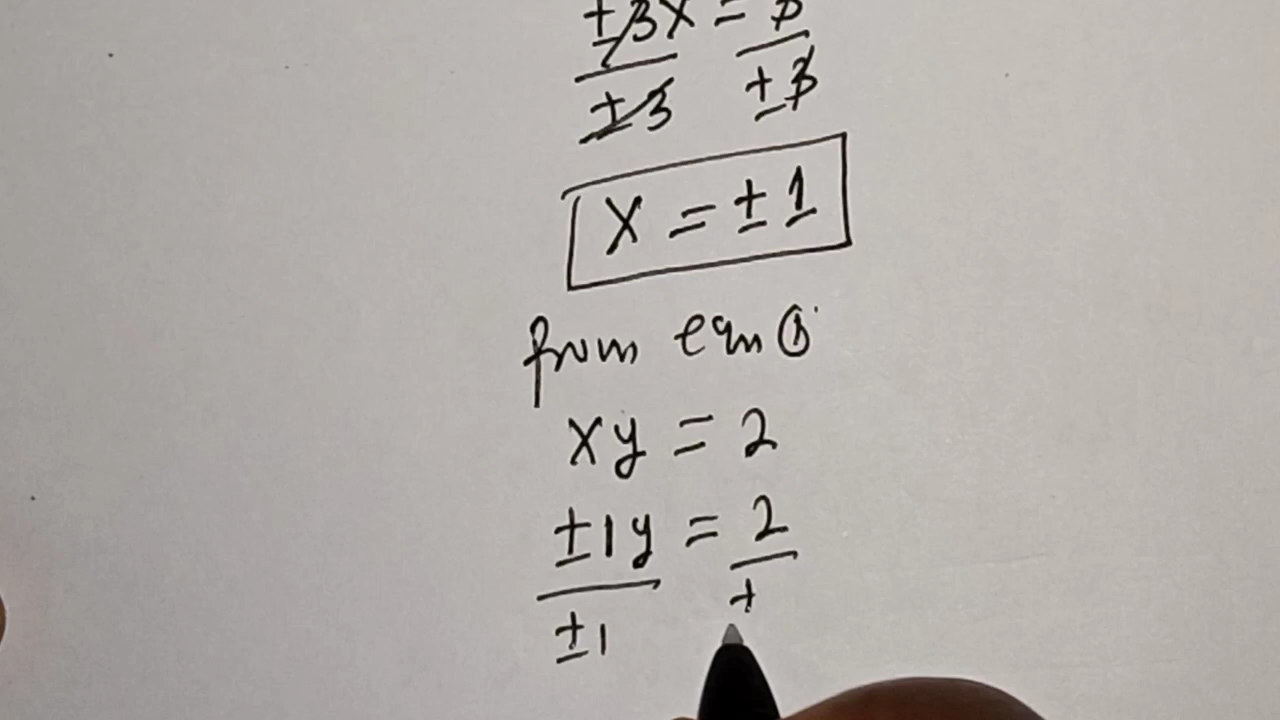 ±3x = 3
±3 ±3
x = ±1
from eqn ①
xy = 2
±1y = 2
±1 +